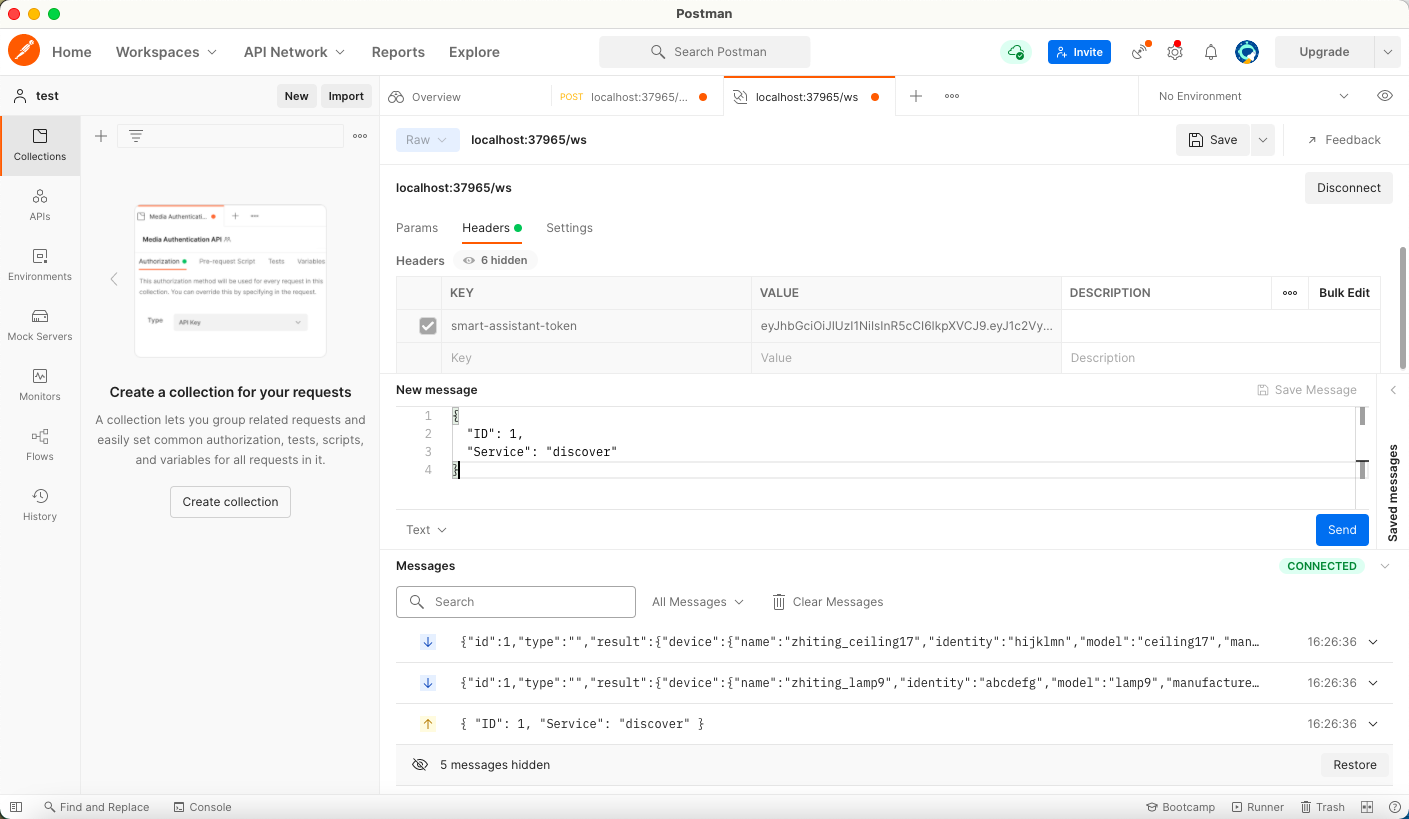 Postman
Home Workspaces API Network Reports Explore Search Postman Invite Upgrade
test New Import Overview POST localhost:37965/... localhost:37965/ws No Environment
Raw localhost:37965/ws Save Feedback
Collections
APIs
Environments
Mock Servers
Monitors
Flows
History
Media Authenticati...
Media Authentication API
Authorization Pre-request Script Tests Variables
This authorization method will be used for every request in this
collection. You can override this by specifying in the request.
Type API Key
Create a collection for your requests
A collection lets you group related requests and
easily set common authorization, tests, scripts,
and variables for all requests in it.
Create collection
localhost:37965/ws Disconnect
Params Headers Settings
Headers 6 hidden
KEY VALUE DESCRIPTION Bulk Edit
smart-assistant-token eyJhbGciOiJIUzI1NiIsInR5cCI6IkpXVCJ9.eyJ1c2Vy...
Key Value Description
New message Save Message
1 {
2 "ID": 1,
3 "Service": "discover"
4 }
Text Send
Saved messages
Messages CONNECTED
Search All Messages Clear Messages
{"id":1,"type":"","result":{"device":{"name":"zhiting_ceiling17","identity":"hijklmn","model":"ceiling17","man... 16:26:36
{"id":1,"type":"","result":{"device":{"name":"zhiting_lamp9","identity":"abcdefg","model":"lamp9","manufacture... 16:26:36
{ "ID": 1, "Service": "discover" } 16:26:36
5 messages hidden Restore
Find and Replace Console Bootcamp Runner Trash